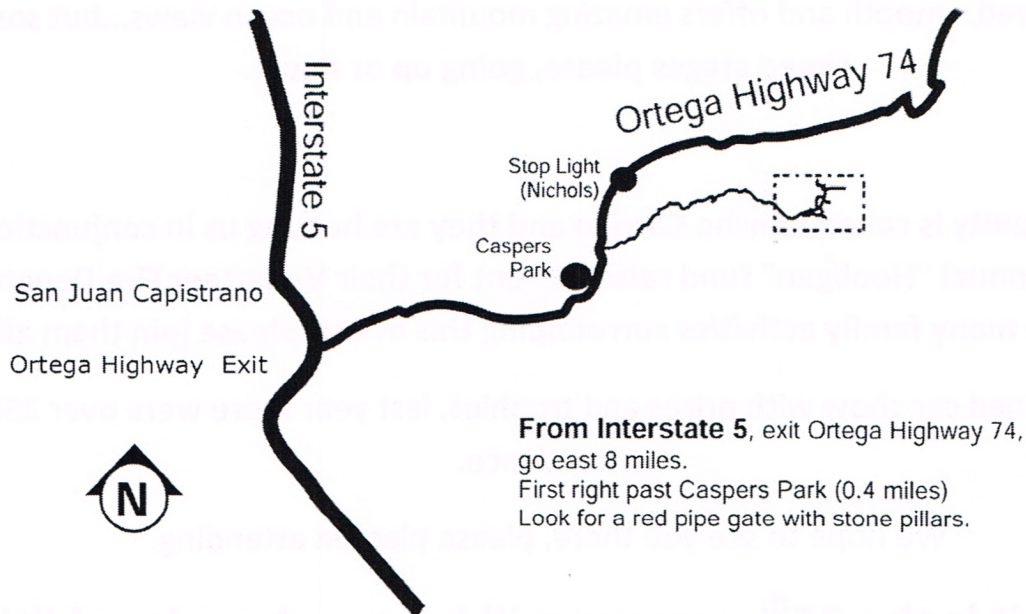 Interstate 5
Ortega Highway 74
Stop Light
(Nichols)
Caspers
Park
San Juan Capistrano
Ortega Highway Exit
N
From Interstate 5, exit Ortega Highway 74,
go east 8 miles.
First right past Caspers Park (0.4 miles)
Look for a red pipe gate with stone pillars.